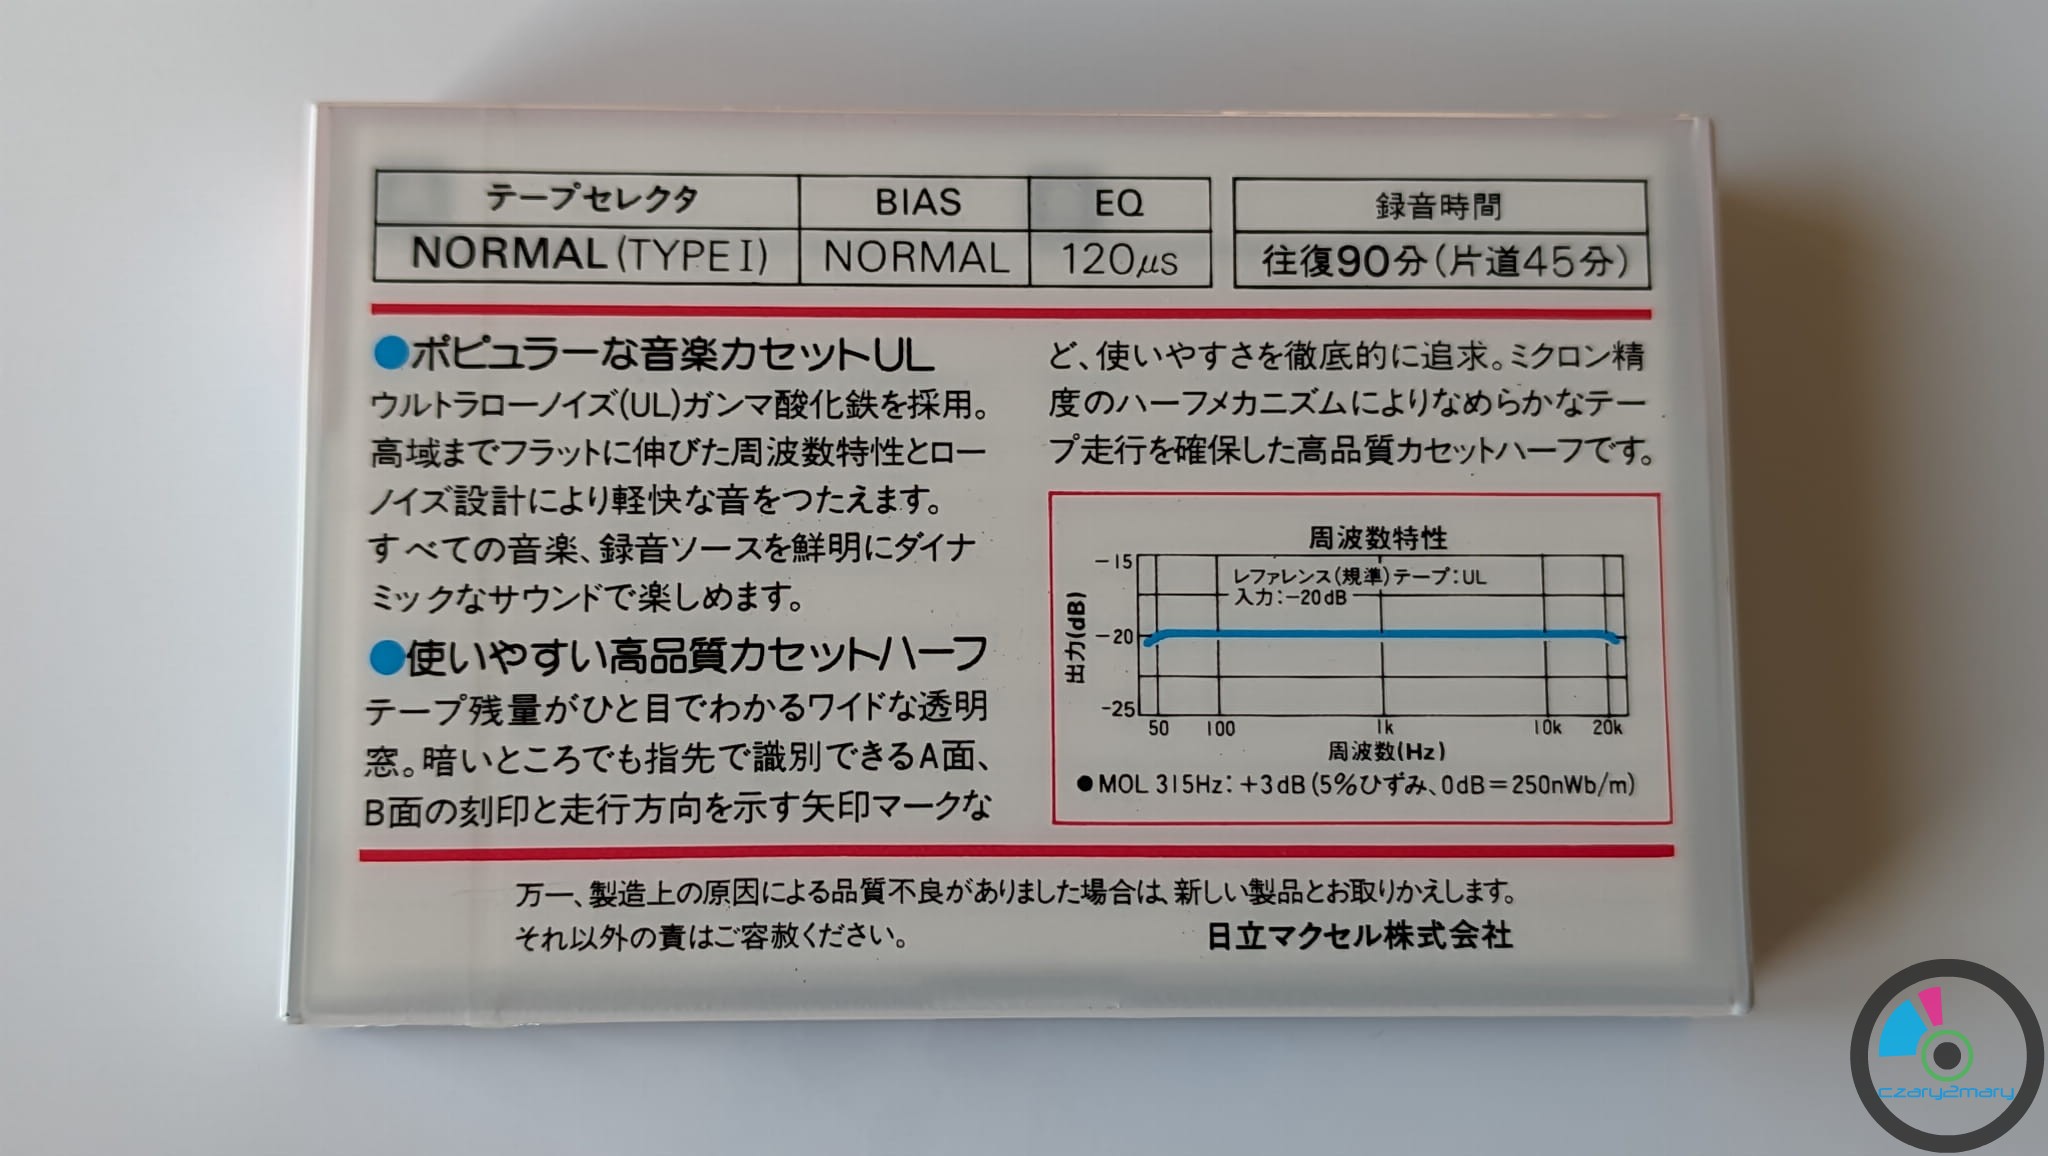 テープセレクタ BIAS EQ
NORMAL(TYPE I) NORMAL 120μs
録音時間
往復90分(片道45分)
●ポピュラーな音楽カセットUL
ウルトラローノイズ(UL)ガンマ酸化鉄を採用。
高域までフラットに伸びた周波数特性とロー
ノイズ設計により軽快な音をつたえます。
すべての音楽、録音ソースを鮮明にダイナ
ミックなサウンドで楽しめます。
●使いやすい高品質カセットハーフ
テープ残量がひと目でわかるワイドな透明
窓。暗いところでも指先で識別できるA面、
B面の刻印と走行方向を示す矢印マークな
ど、使いやすさを徹底的に追求。ミクロン精
度のハーフメカニズムによりなめらかなテー
プ走行を確保した高品質カセットハーフです。
周波数特性
レファレンス(規準)テープ:UL
入力:-20dB
出力(dB)
-15
-20
-25
50 100 1k 10k 20k
周波数(Hz)
●MOL 315Hz:+3dB(5%ひずみ、0dB=250nWb/m)
万一、製造上の原因による品質不良がありました場合は、新しい製品とお取りかえします。
それ以外の責はご容赦ください。
日立マクセル株式会社
czary2mary